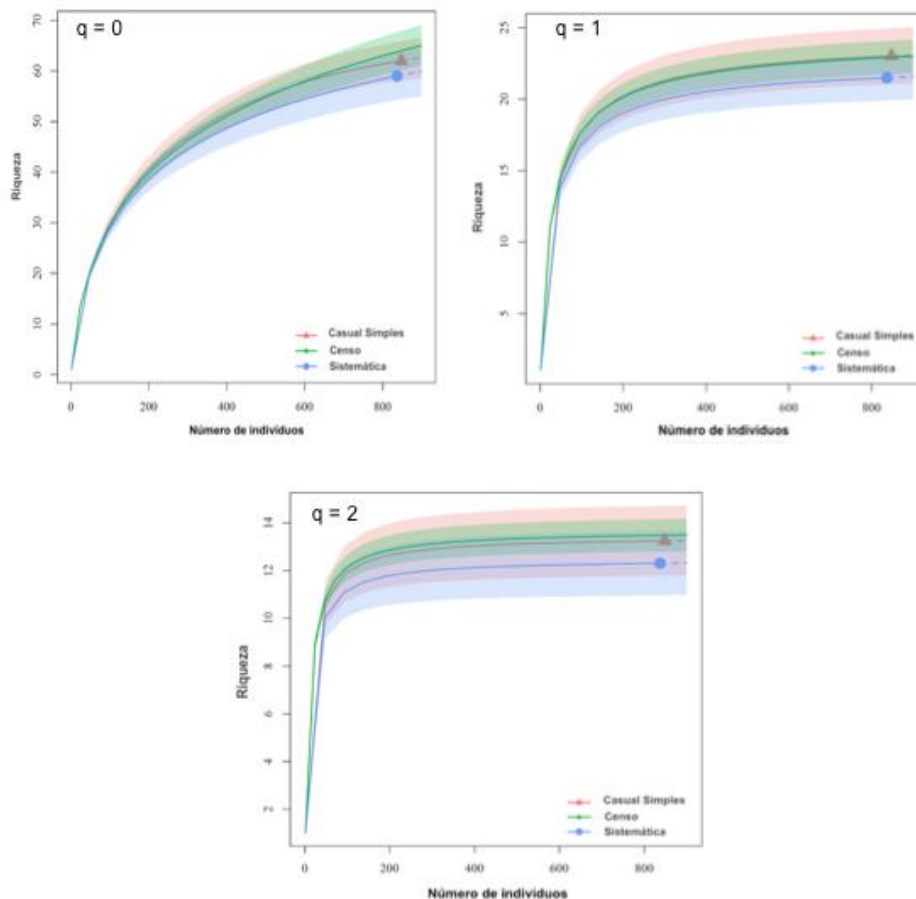 q = 0
70
60
50
40
30
20
10
0
Riqueza
0 200 400 600 800
Número de indivíduos
Casual Simples
Censo
Sistemática
q = 1
25
20
15
10
5
Riqueza
0 200 400 600 800
Número de indivíduos
Casual Simples
Censo
Sistemática
q = 2
14
12
10
8
6
4
2
Riqueza
0 200 400 600 800
Número de indivíduos
Casual Simples
Censo
Sistemática